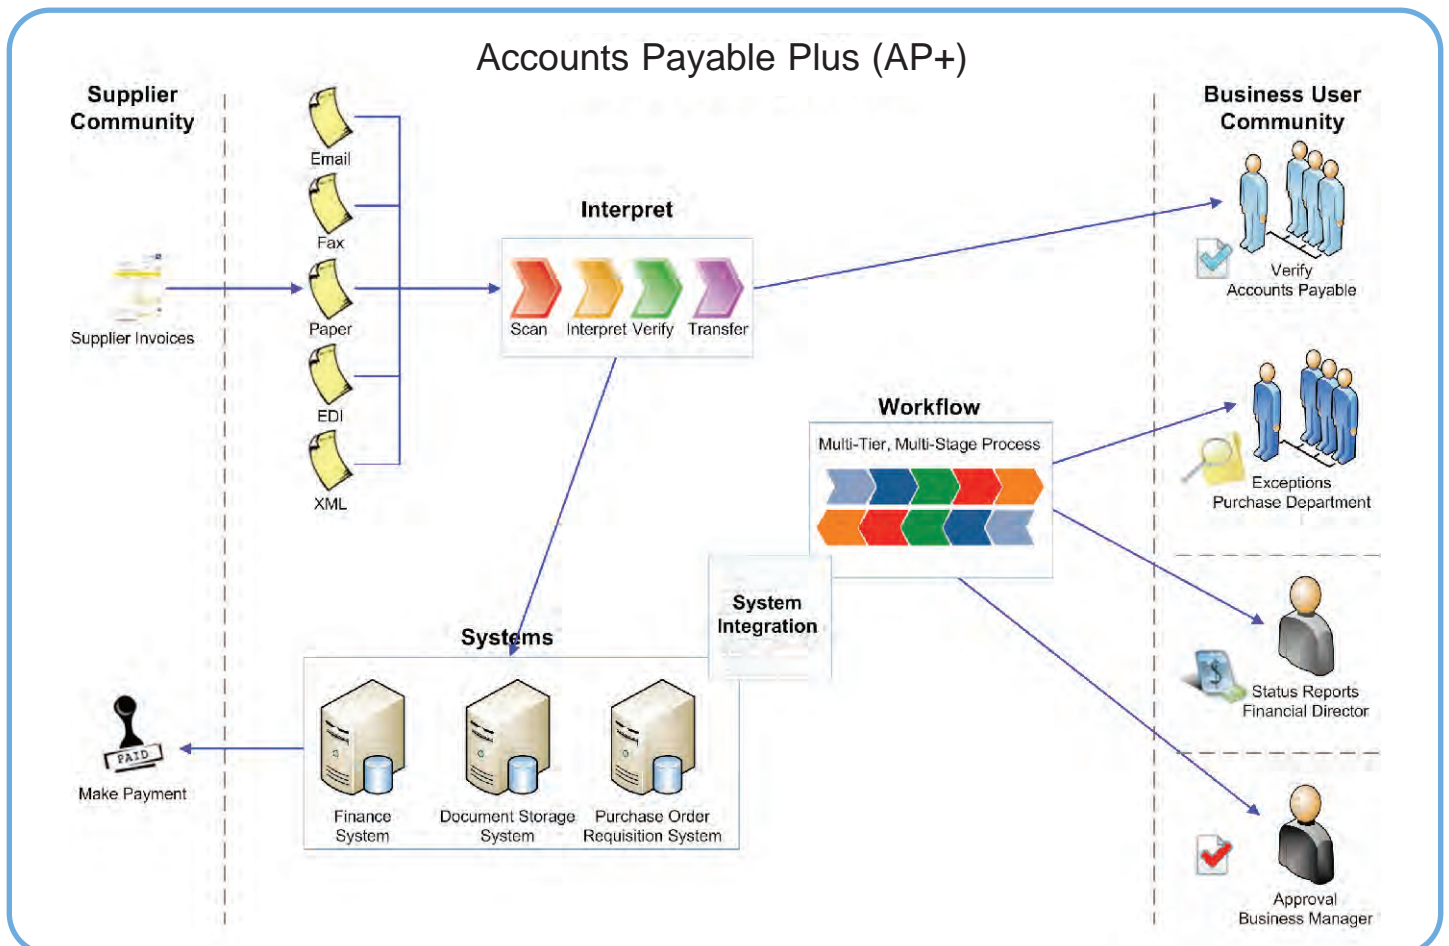 Accounts Payable Plus (AP+)
Supplier
Community
Business User
Community
Email
Fax
Paper
EDI
XML
Supplier Invoices
Interpret
Scan
Interpret
Verify
Transfer
Verify
Accounts Payable
Workflow
Multi-Tier, Multi-Stage Process
Exceptions
Purchase Department
System
Integration
Systems
$
Status Reports
Financial Director
PAID
Make Payment
Finance
System
Document Storage
System
Purchase Order
Requisition System
Approval
Business Manager